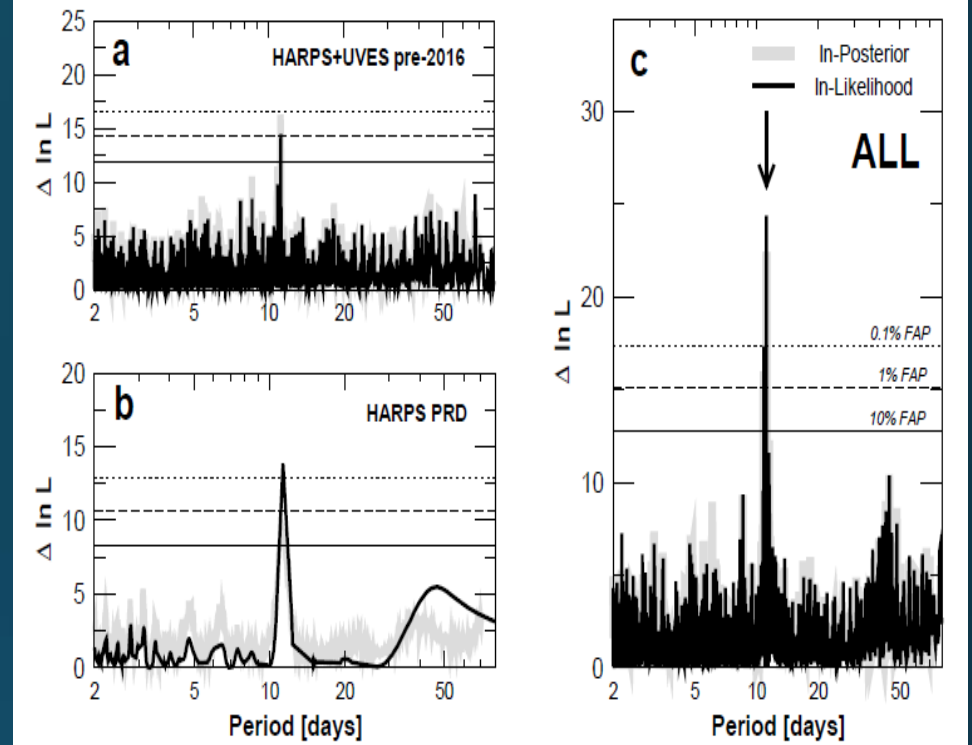 a
HARPS+UVES pre-2016
25
20
15
10
5
0
Δ ln L
2 5 10 20 50
b
HARPS PRD
20
15
10
5
0
Δ ln L
2 5 10 20 50
Period [days]
c
In-Posterior
In-Likelihood
ALL
30
20
10
0
Δ ln L
0.1% FAP
1% FAP
10% FAP
2 5 10 20 50
Period [days]